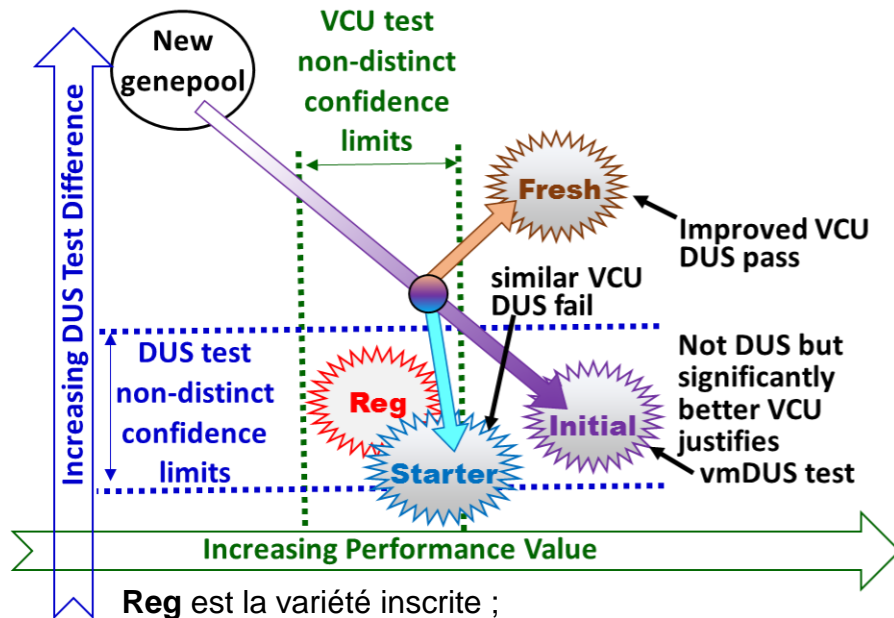 New
genepool
VCU test
non-distinct
confidence
limits
Increasing DUS Test Difference
Fresh
Improved VCU
DUS pass
similar VCU
DUS fail
DUS test
non-distinct
confidence
limits
Reg
Starter
Initial
Not DUS but
significantly
better VCU
justifies
vmDUS test
Increasing Performance Value
Reg est la variété inscrite ;